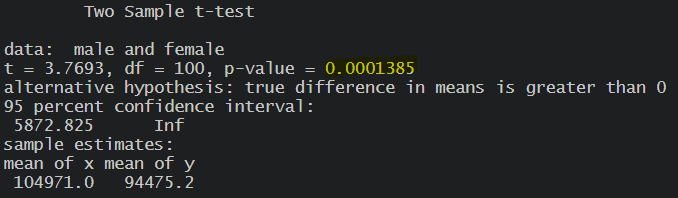 Two Sample t-test
data:  male and female
t = 3.7693, df = 100, p-value = 0.0001385
alternative hypothesis: true difference in means is greater than 0
95 percent confidence interval:
 5872.825      Inf
sample estimates:
mean of x mean of y
 104971.0   94475.2